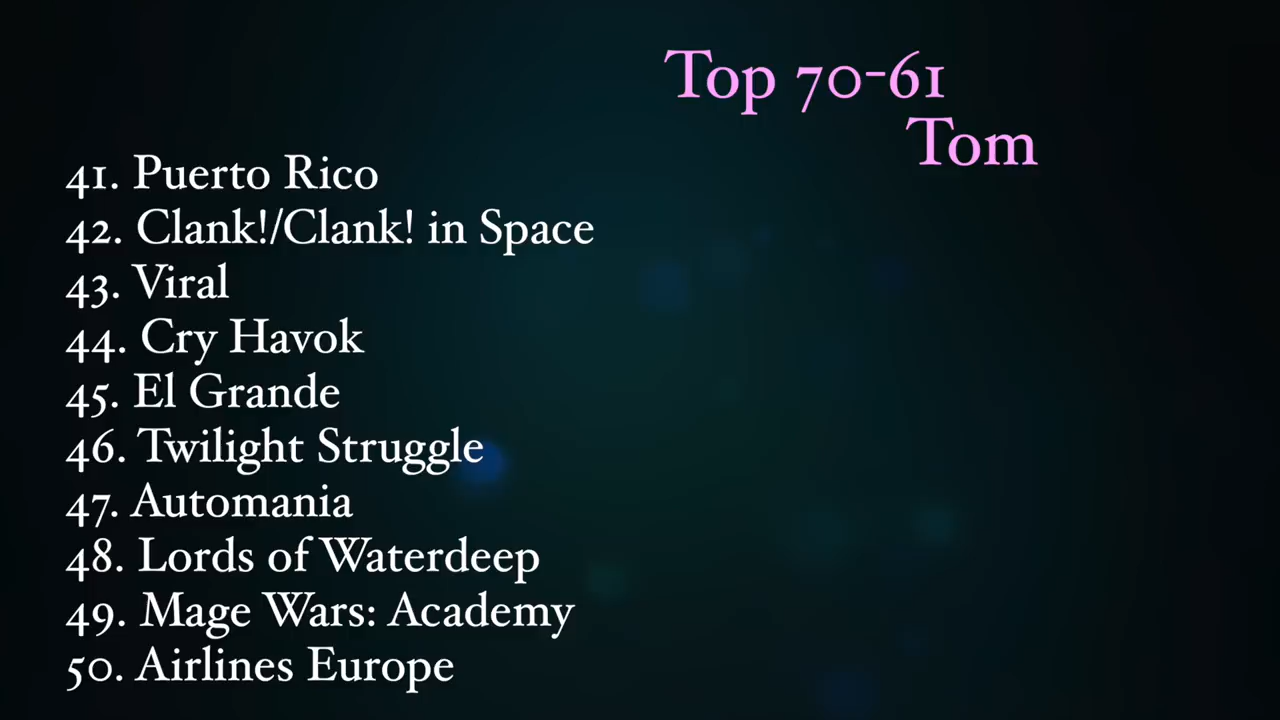 Top 70-61
Tom
41. Puerto Rico
42. Clank!/Clank! in Space
43. Viral
44. Cry Havok
45. El Grande
46. Twilight Struggle
47. Automania
48. Lords of Waterdeep
49. Mage Wars: Academy
50. Airlines Europe